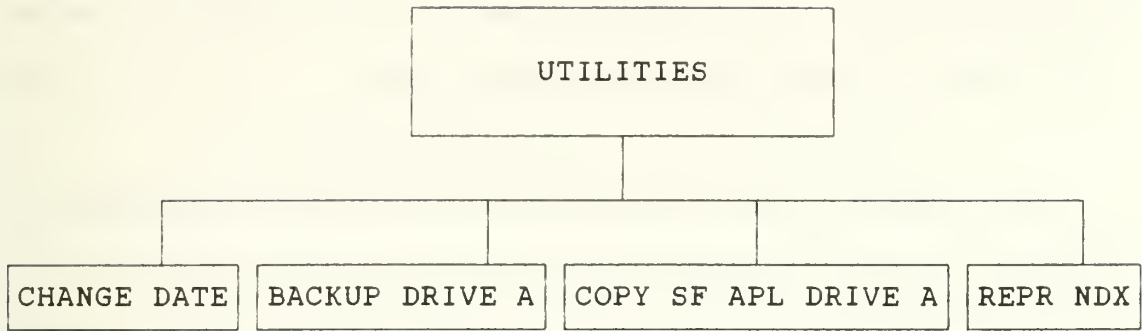 UTILITIES
CHANGE DATE
BACKUP DRIVE A
COPY SF APL DRIVE A
REPR NDX